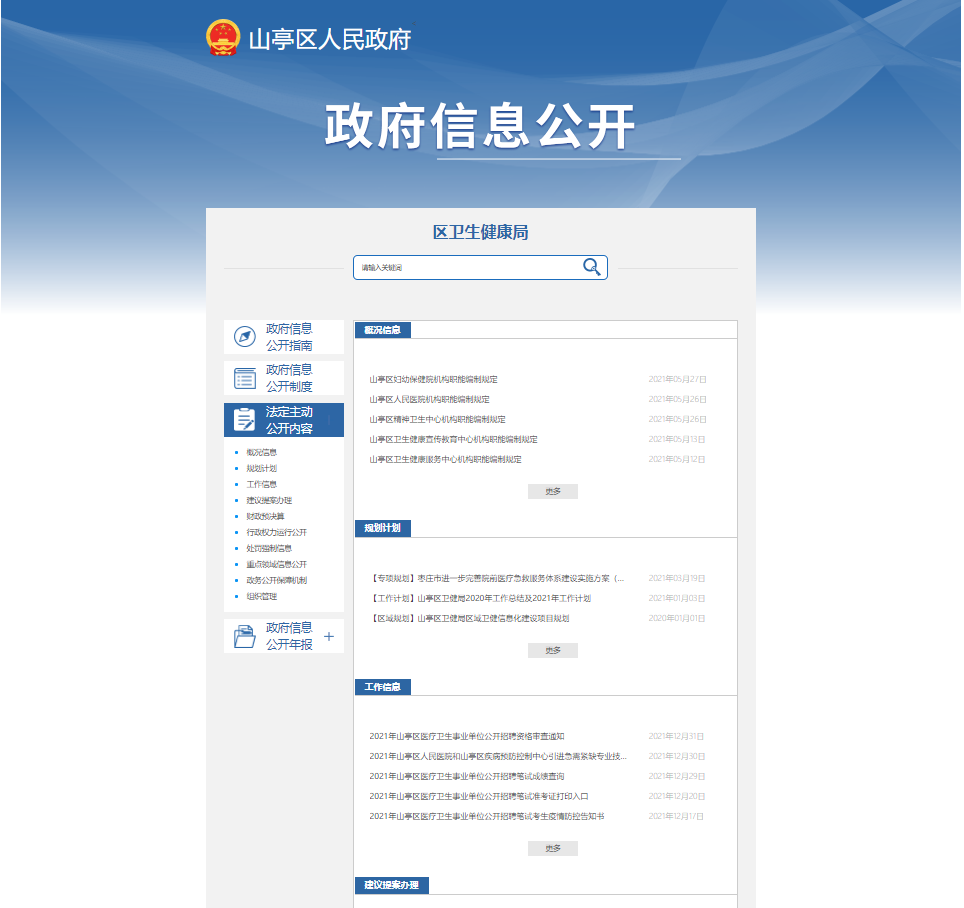 山亭区人民政府
政府信息公开
区卫生健康局
请输入关键词
政府信息
公开指南
政府信息
公开制度
法定主动
公开内容
概况信息
规划计划
工作信息
建议提案办理
财政预决算
行政权力运行公开
处罚强制信息
重点领域信息公开
政务公开保障机制
组织管理
政府信息
公开年报 +
概况信息
山亭区妇幼保健院机构职能编制规定 2021年05月27日
山亭区人民医院机构职能编制规定 2021年05月26日
山亭区精神卫生中心机构职能编制规定 2021年05月26日
山亭区卫生健康宣传教育中心机构职能编制规定 2021年05月13日
山亭区卫生健康服务中心机构职能编制规定 2021年05月12日
更多
规划计划
【专项规划】枣庄市进一步完善院前医疗急救服务体系建设实施方案（... 2021年03月19日
【工作计划】山亭区卫健局2020年工作总结及2021年工作计划 2021年01月03日
【区域规划】山亭区卫健局区域卫健信息化建设项目规划 2020年01月01日
更多
工作信息
2021年山亭区医疗卫生事业单位公开招聘资格审查通知 2021年12月31日
2021年山亭区人民医院和山亭区疾病预防控制中心引进急需紧缺专业技... 2021年12月30日
2021年山亭区医疗卫生事业单位公开招聘笔试成绩查询 2021年12月29日
2021年山亭区医疗卫生事业单位公开招聘笔试准考证打印入口 2021年12月20日
2021年山亭区医疗卫生事业单位公开招聘笔试考生疫情防控告知书 2021年12月17日
更多
建议提案办理